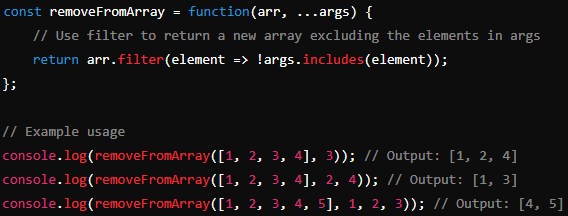 const removeFromArray = function(arr, ...args) {
    // Use filter to return a new array excluding the elements in args
    return arr.filter(element => !args.includes(element));
};

// Example usage
console.log(removeFromArray([1, 2, 3, 4], 3)); // Output: [1, 2, 4]
console.log(removeFromArray([1, 2, 3, 4], 2, 4)); // Output: [1, 3]
console.log(removeFromArray([1, 2, 3, 4, 5], 1, 2, 3)); // Output: [4, 5]